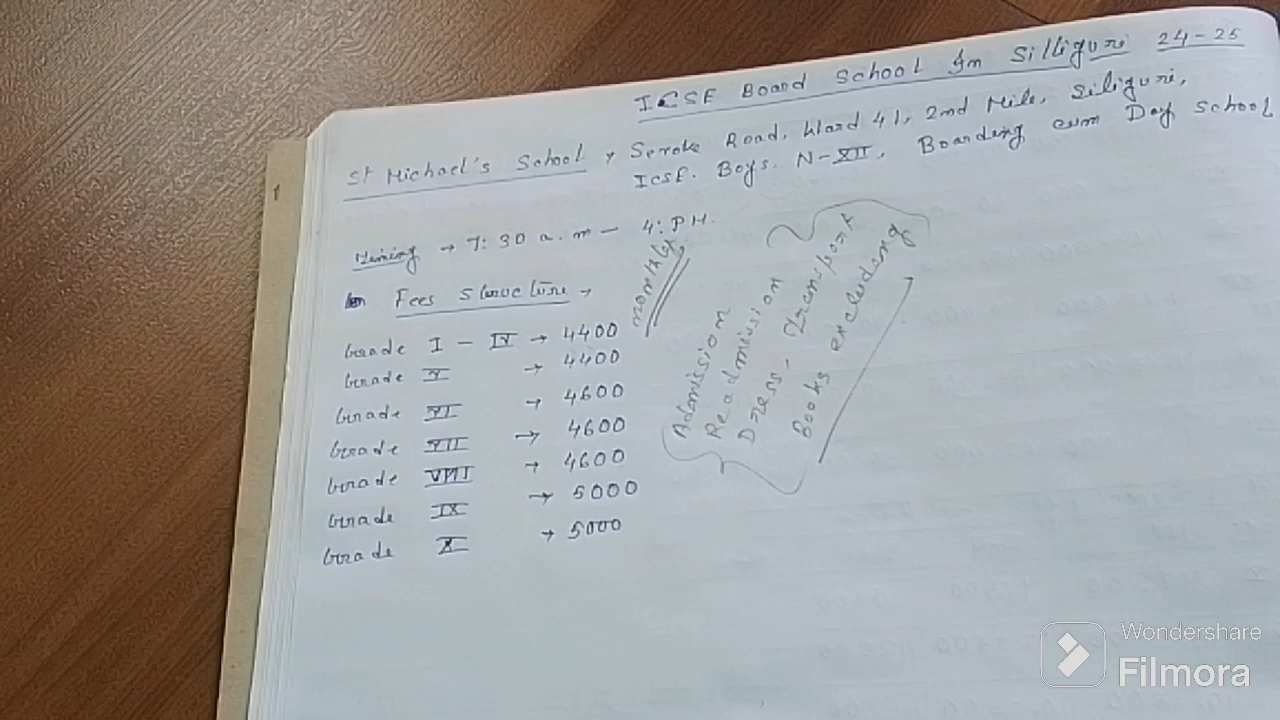 ICSE Board School In Silliguri 24-25
St Michael's School, Sevoke Road, Ward 41, 2nd Mile, Siliguri,
ICSE. Boys. N-XII, Boarding cum Day School
Timing → 7:30 a.m — 4: PM.
Fees Structure →
monthly
Grade I - IV → 4400
Grade V → 4400
Grade VI → 4600
Grade VII → 4600
Grade VIII → 4600
Grade IX → 5000
Grade X → 5000
Admission
Readmission
Dress, Transport
Books excluding
Wondershare
Filmora